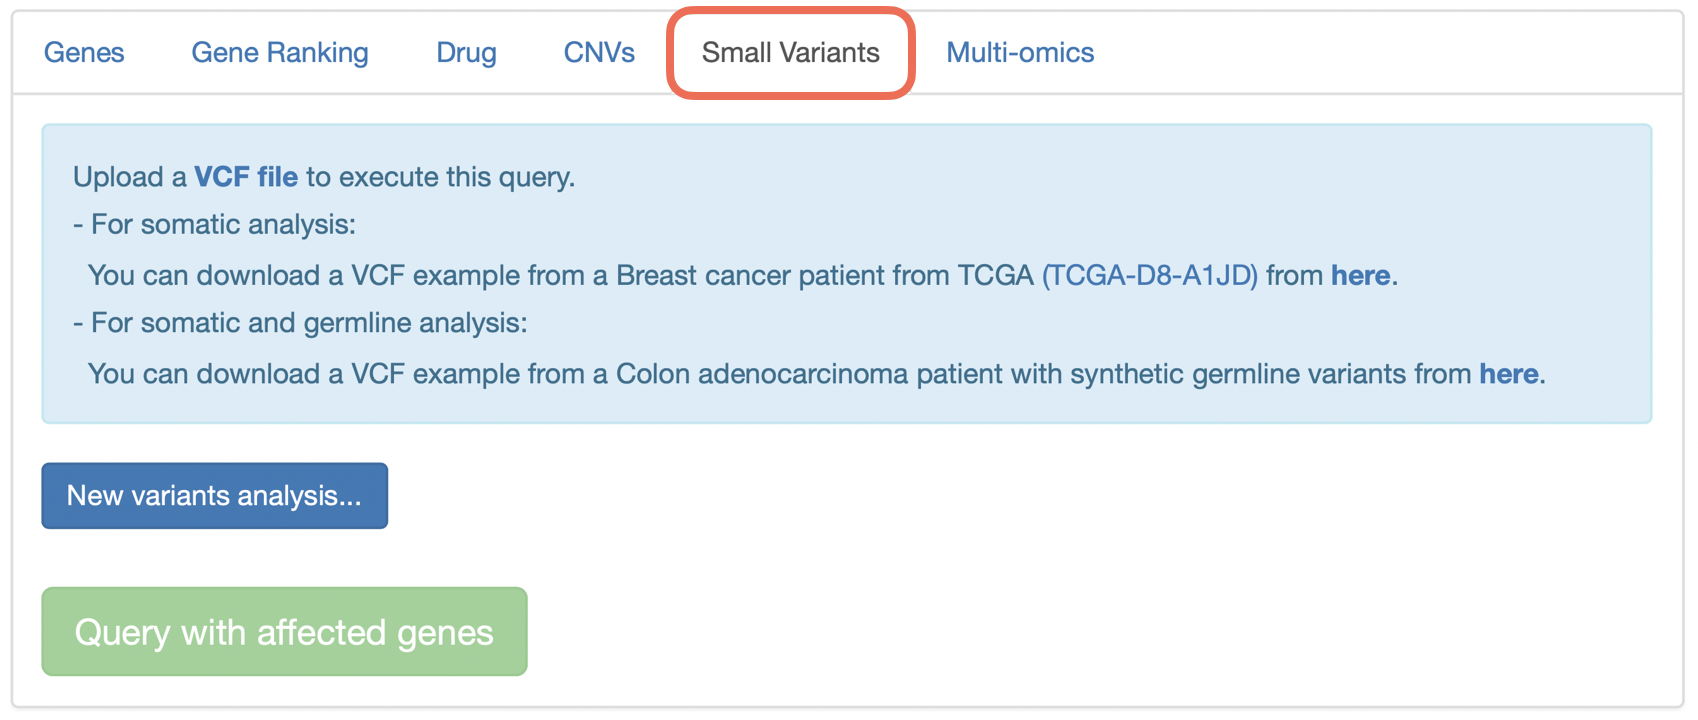 Genes Gene Ranking Drug CNVs Small Variants Multi-omics
Upload a VCF file to execute this query.
- For somatic analysis:
You can download a VCF example from a Breast cancer patient from TCGA (TCGA-D8-A1JD) from here.
- For somatic and germline analysis:
You can download a VCF example from a Colon adenocarcinoma patient with synthetic germline variants from here.
New variants analysis...
Query with affected genes